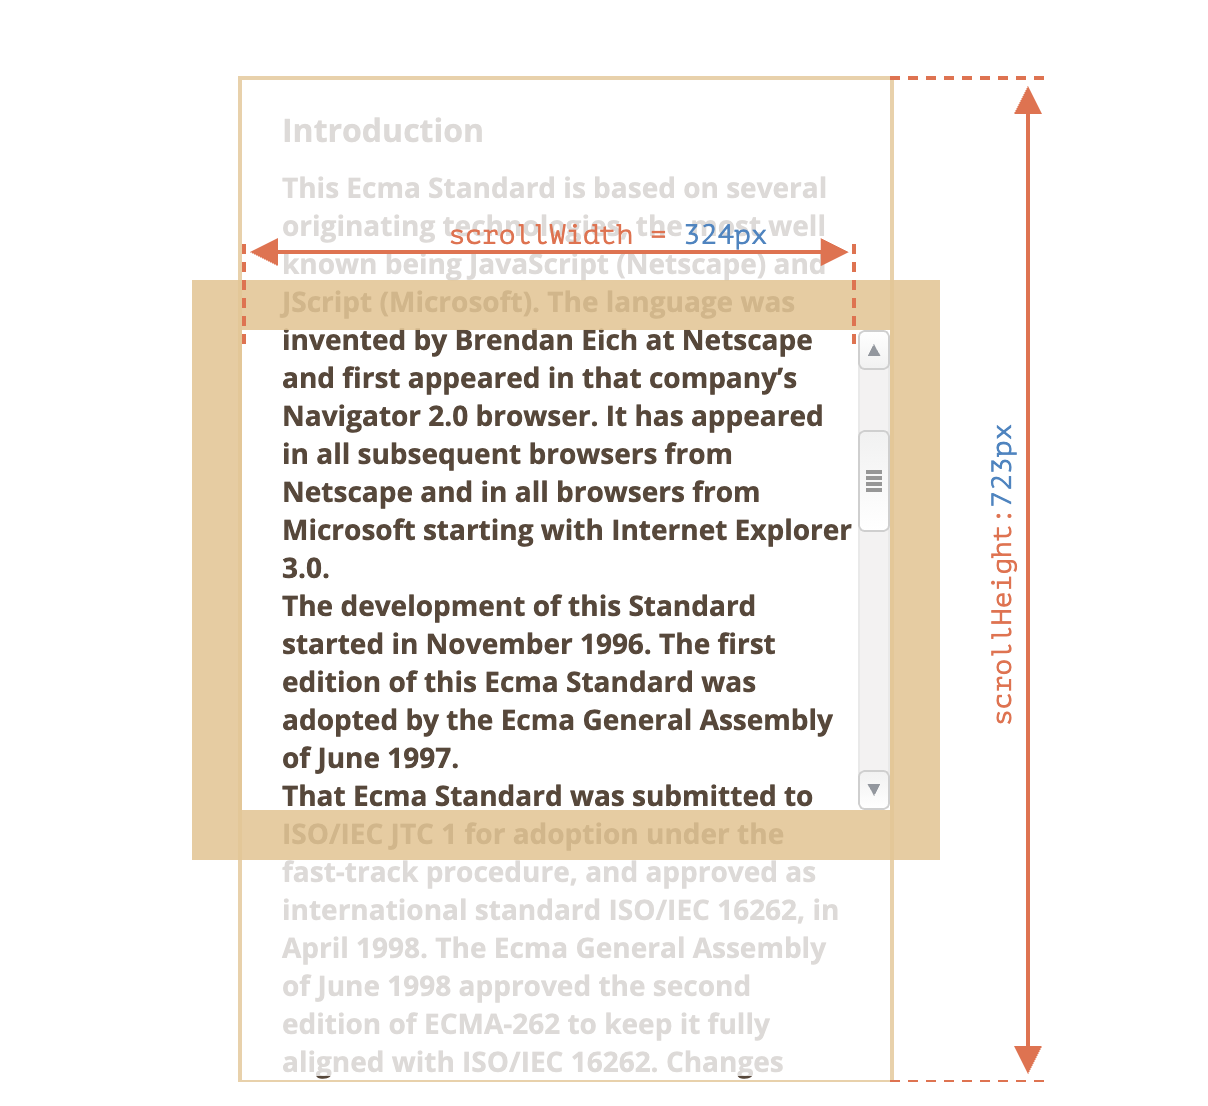 Introduction
This Ecma Standard is based on several
originating technologies, the most well
scrollWidth = 324px
known being JavaScript (Netscape) and
JScript (Microsoft). The language was
invented by Brendan Eich at Netscape
and first appeared in that company’s
Navigator 2.0 browser. It has appeared
in all subsequent browsers from
Netscape and in all browsers from
Microsoft starting with Internet Explorer
3.0.
The development of this Standard
started in November 1996. The first
edition of this Ecma Standard was
adopted by the Ecma General Assembly
of June 1997.
That Ecma Standard was submitted to
ISO/IEC JTC 1 for adoption under the
fast-track procedure, and approved as
international standard ISO/IEC 16262, in
April 1998. The Ecma General Assembly
of June 1998 approved the second
edition of ECMA-262 to keep it fully
aligned with ISO/IEC 16262. Changes
scrollHeight:723px